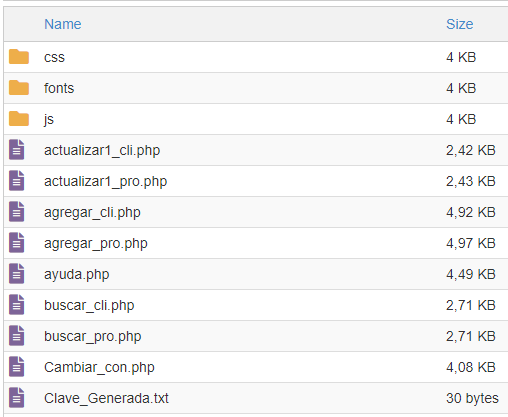 Name Size
css 4 KB
fonts 4 KB
js 4 KB
actualizar1_cli.php 2,42 KB
actualizar1_pro.php 2,43 KB
agregar_cli.php 4,92 KB
agregar_pro.php 4,97 KB
ayuda.php 4,49 KB
buscar_cli.php 2,71 KB
buscar_pro.php 2,71 KB
Cambiar_con.php 4,08 KB
Clave_Generada.txt 30 bytes